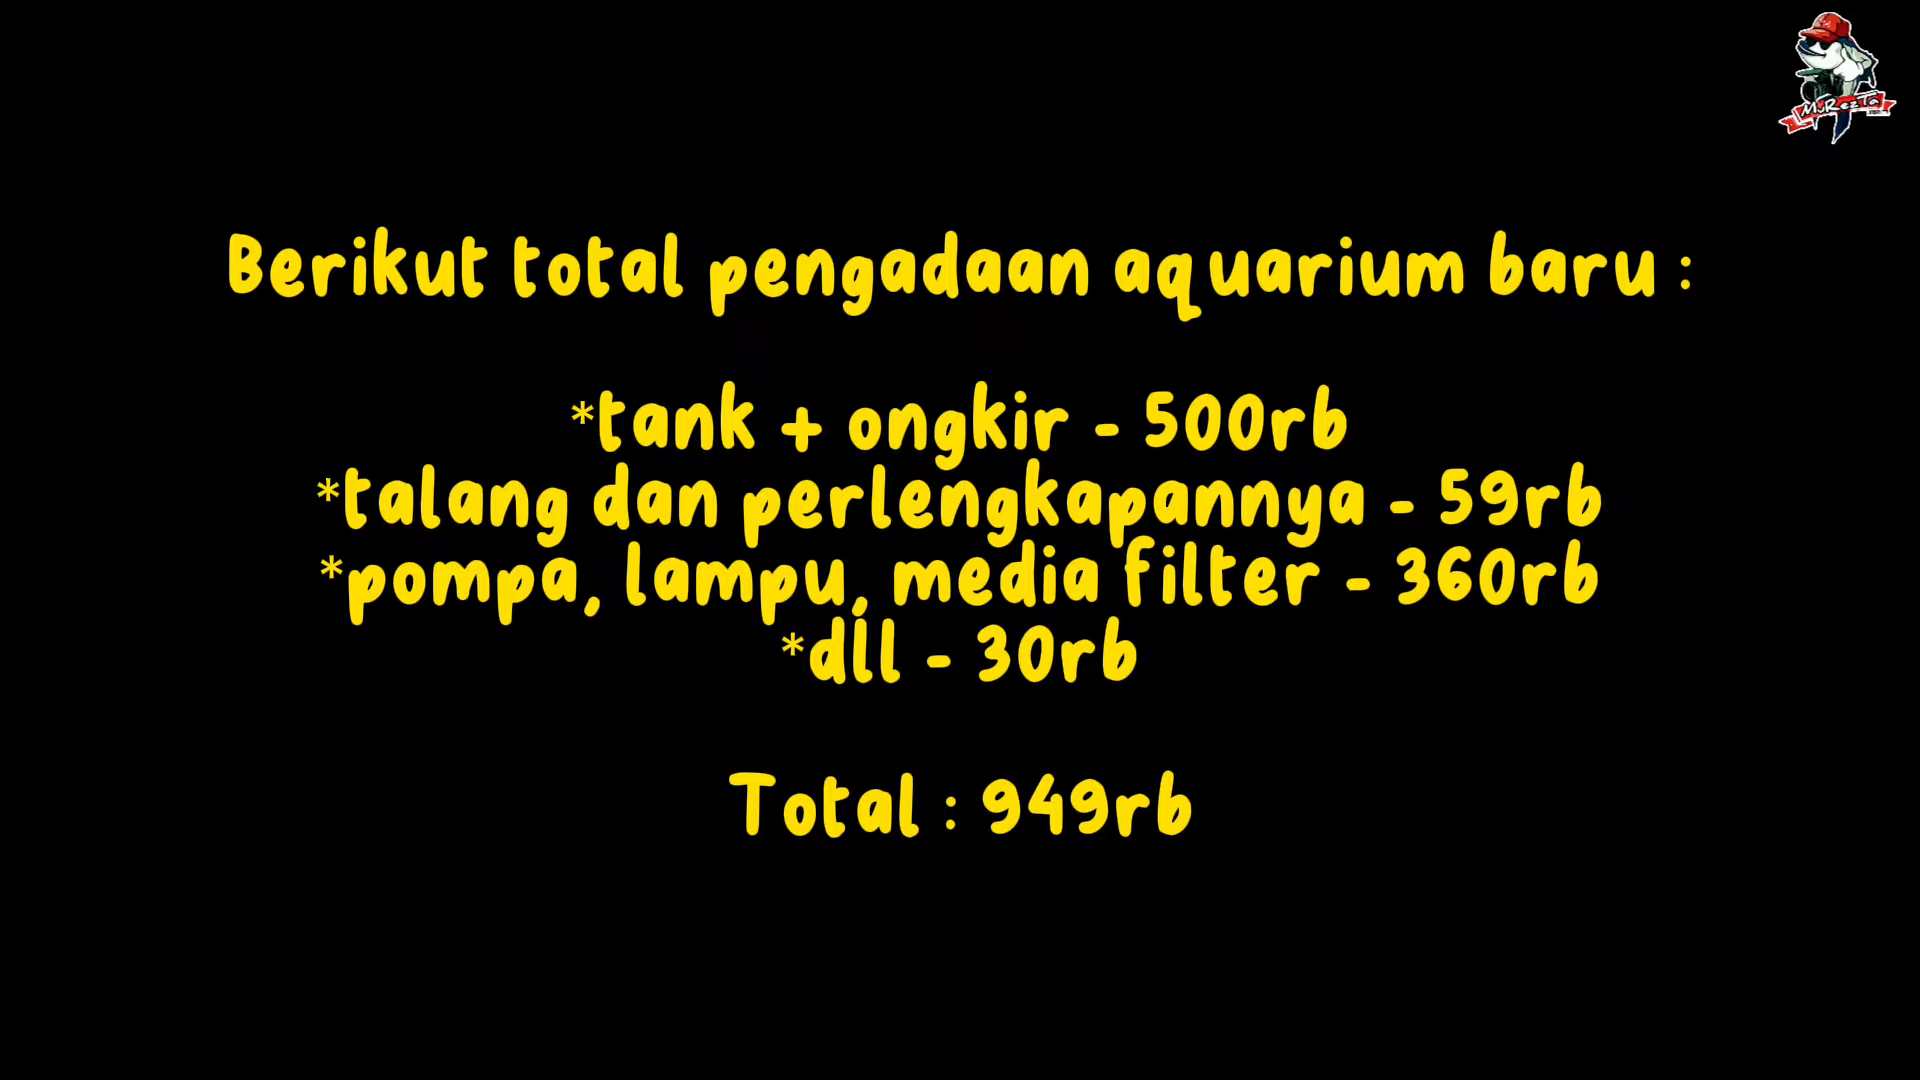 MsRezTa
Berikut total pengadaan aquarium baru :
*tank + ongkir - 500rb
*talang dan perlengkapannya - 59rb
*pompa, lampu, media filter - 360rb
*dll - 30rb
Total : 949rb